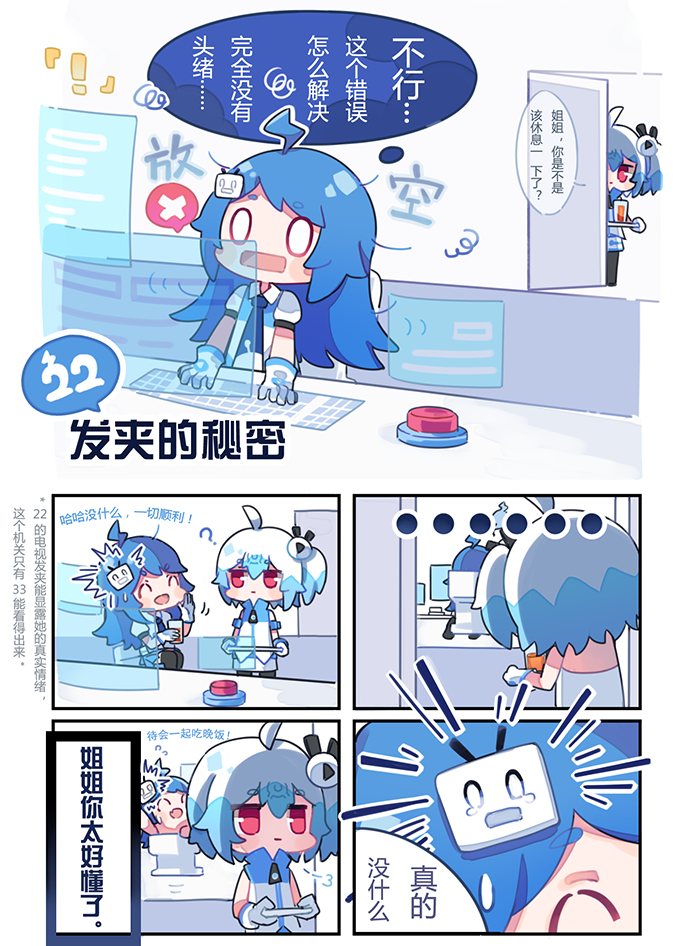 『!』
不行…
这个错误
怎么解决
完全没有
头绪……
姐姐，你是不是
该休息一下了？
放空
22
发夹的秘密
*22的电视发夹能显露她的真实情绪，
这个机关只有33能看得出来。
哈哈没什么，一切顺利！
?
●●●●●●
待会一起吃晚饭！
姐姐你太好懂了。
真的
没什么